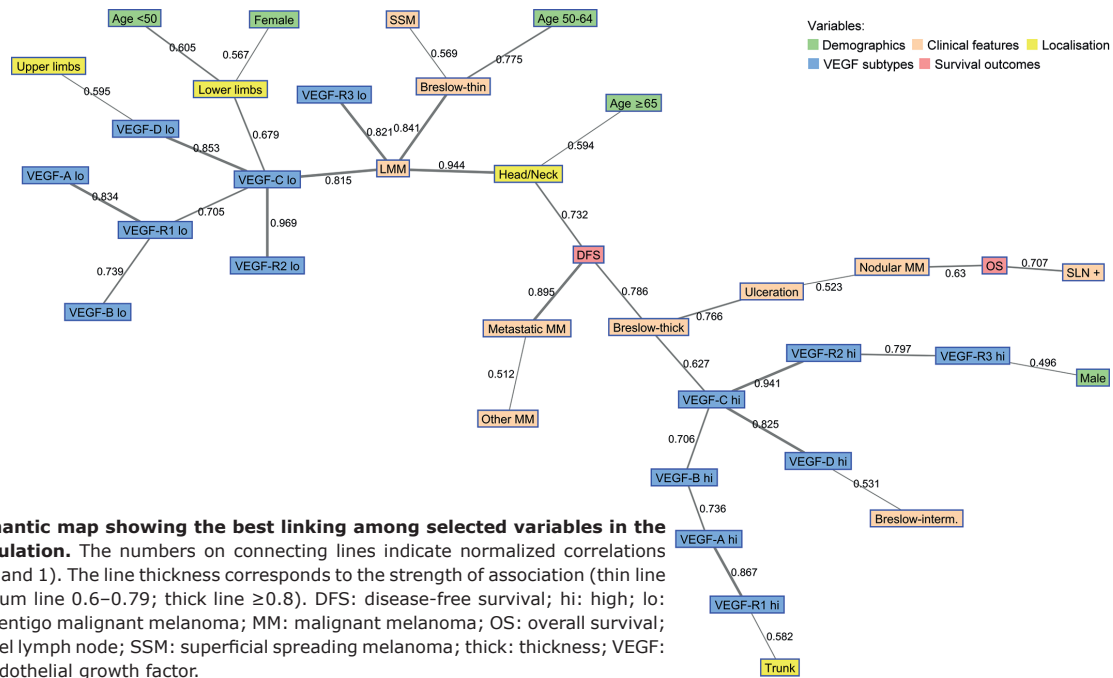 Age <50
Female
SSM
Age 50-64
Variables:
Demographics Clinical features Localisation
VEGF subtypes Survival outcomes
0.605
0.567
0.569
0.775
Upper limbs
Lower limbs
VEGF-R3 lo
Breslow-thin
Age ≥65
0.595
VEGF-D lo
0.679
0.821
0.841
0.594
0.853
VEGF-A lo
VEGF-C lo
0.815
LMM
0.944
Head/Neck
0.834
0.705
0.969
0.732
VEGF-R1 lo
0.739
VEGF-R2 lo
DFS
VEGF-B lo
0.895
0.786
Nodular MM
0.63
OS
0.707
SLN +
0.523
Ulceration
0.766
Metastatic MM
Breslow-thick
0.512
0.627
VEGF-R2 hi
0.797
VEGF-R3 hi
0.496
Male
0.941
Other MM
VEGF-C hi
0.825
0.706
VEGF-D hi
VEGF-B hi
0.531
Breslow-interm.
0.736
VEGF-A hi
0.867
VEGF-R1 hi
0.582
Trunk
nantic map showing the best linking among selected variables in the
ulation. The numbers on connecting lines indicate normalized correlations
and 1). The line thickness corresponds to the strength of association (thin line
um line 0.6–0.79; thick line ≥0.8). DFS: disease-free survival; hi: high; lo:
entigo malignant melanoma; MM: malignant melanoma; OS: overall survival;
el lymph node; SSM: superficial spreading melanoma; thick: thickness; VEGF:
dothelial growth factor.